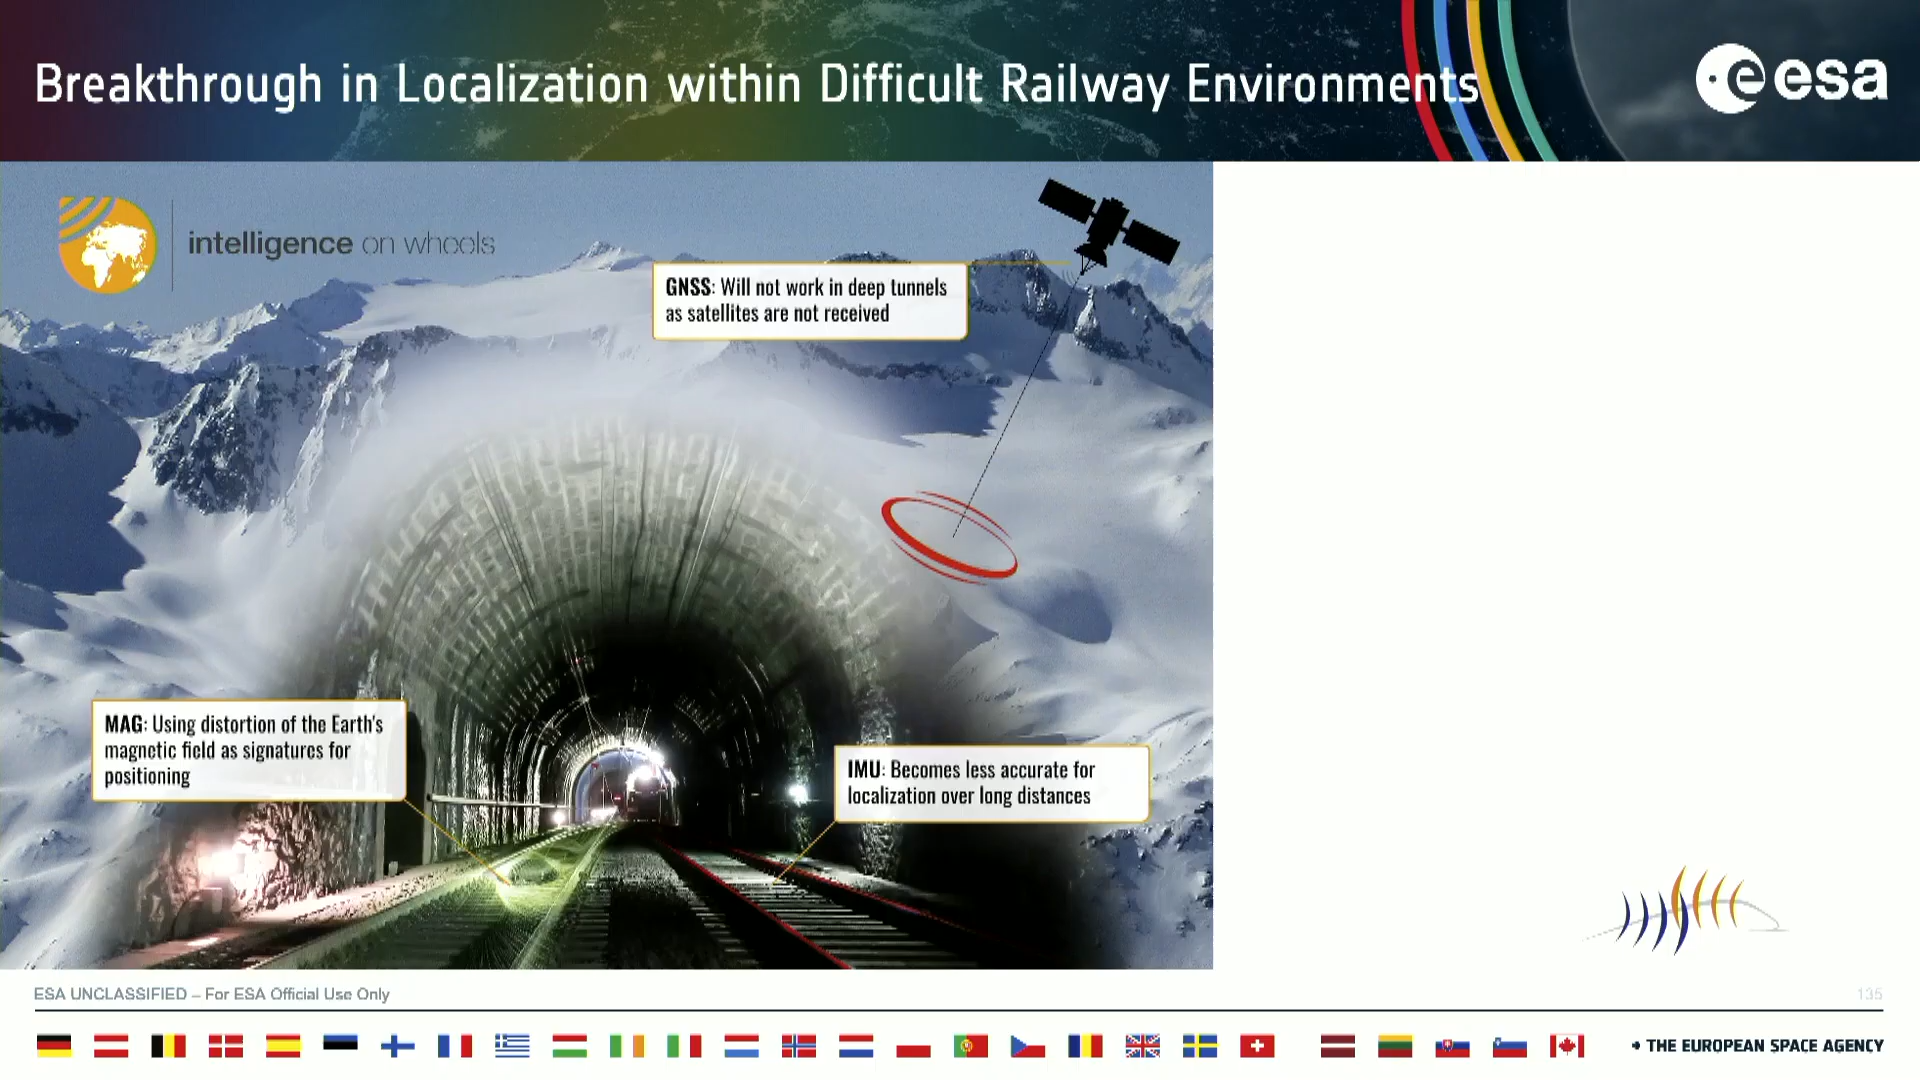 Breakthrough in Localization within Difficult Railway Environments
esa
intelligence on wheels
GNSS: Will not work in deep tunnels
as satellites are not received
MAG: Using distortion of the Earth's
magnetic field as signatures for
positioning
IMU: Becomes less accurate for
localization over long distances
ESA UNCLASSIFIED – For ESA Official Use Only
135
THE EUROPEAN SPACE AGENCY